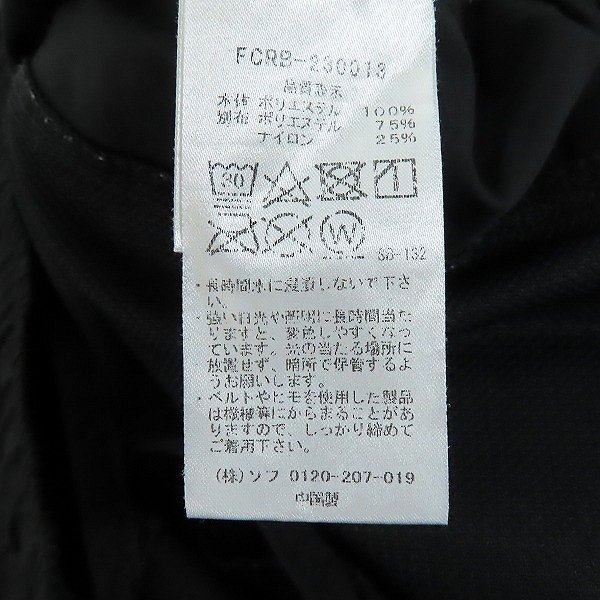 FCRB-230013
品質表示
本体 ポリエステル 100%
別布 ポリエステル 75%
ナイロン 25%
30
W
SD-132
・長時間水に浸漬しないで下さ
い。
・強い日光や照明に長時間当た
りますと、変色しやすくなっ
ています。光の当たる場所に
放置せず、暗所で保管するよ
うお願いします。
・ベルトやヒモを使用した製品
は機械等にからまることがあ
りますので、しっかり締めて
ご着用下さい。
(株)ソフ 0120-207-019
中国製